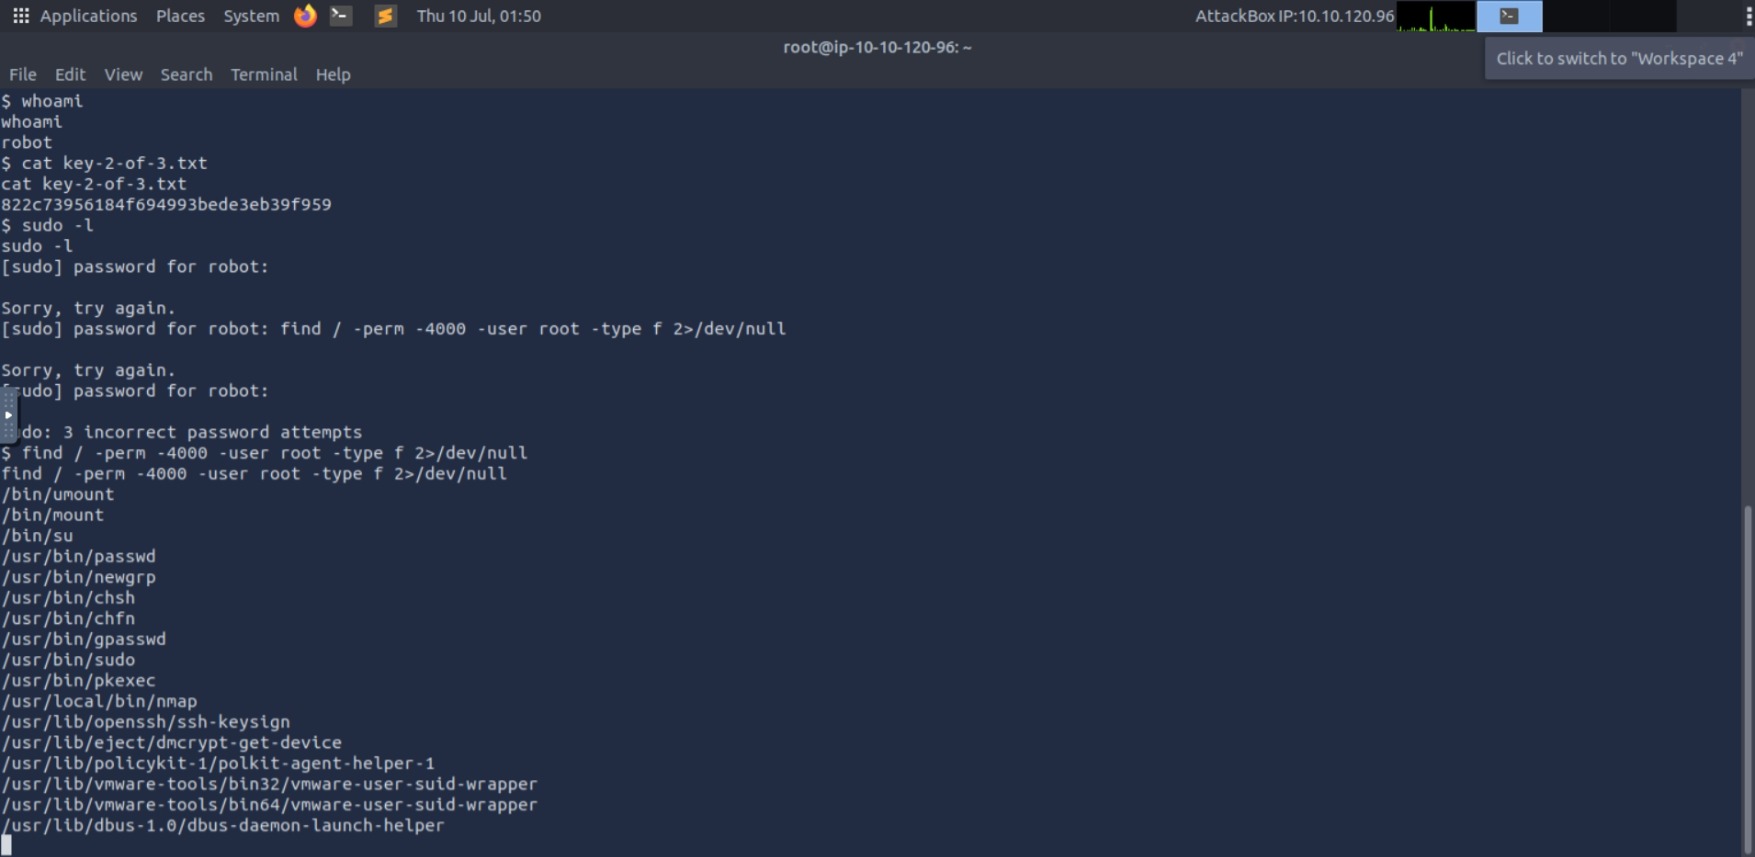 Applications Places System Thu 10 Jul, 01:50 AttackBox IP:10.10.120.96
root@ip-10-10-120-96: ~
Click to switch to "Workspace 4"
File Edit View Search Terminal Help
$ whoami
whoami
robot
$ cat key-2-of-3.txt
cat key-2-of-3.txt
822c73956184f694993bede3eb39f959
$ sudo -l
sudo -l
[sudo] password for robot:
Sorry, try again.
[sudo] password for robot: find / -perm -4000 -user root -type f 2>/dev/null
Sorry, try again.
[sudo] password for robot:
do: 3 incorrect password attempts
$ find / -perm -4000 -user root -type f 2>/dev/null
find / -perm -4000 -user root -type f 2>/dev/null
/bin/umount
/bin/mount
/bin/su
/usr/bin/passwd
/usr/bin/newgrp
/usr/bin/chsh
/usr/bin/chfn
/usr/bin/gpasswd
/usr/bin/sudo
/usr/bin/pkexec
/usr/local/bin/nmap
/usr/lib/openssh/ssh-keysign
/usr/lib/eject/dmcrypt-get-device
/usr/lib/policykit-1/polkit-agent-helper-1
/usr/lib/vmware-tools/bin32/vmware-user-suid-wrapper
/usr/lib/vmware-tools/bin64/vmware-user-suid-wrapper
/usr/lib/dbus-1.0/dbus-daemon-launch-helper